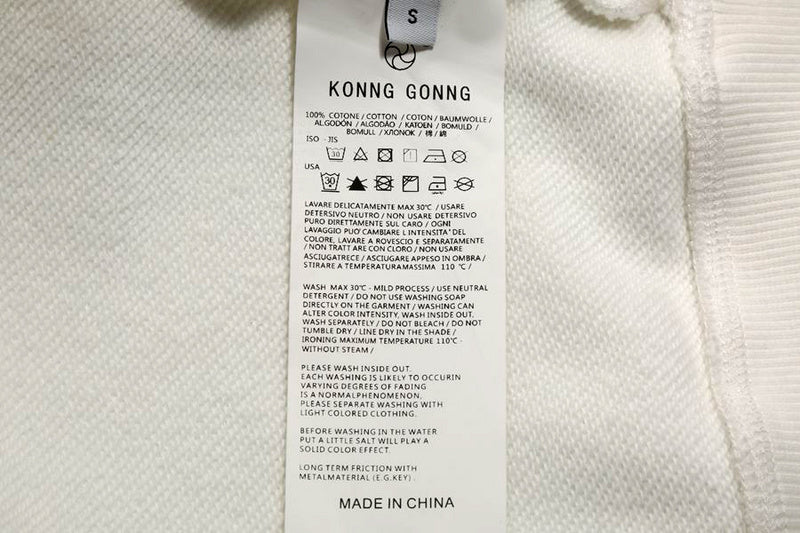 S
KONNG GONNG
100% COTONE / COTTON / COTON / BAUMWOLLE /
ALGODÓN / ALGODÃO / KATOEN / BOMULD /
BOMULL / ХЛОПОК / 棉 / 綿
ISO · JIS
30
USA
30
LAVARE DELICATAMENTE MAX 30℃ / USARE
DETERSIVO NEUTRO / NON USARE DETERSIVO
PURO DIRETTAMENTE SUL CARO / OGNI
LAVAGGIO PUO' CAMBIARE L'INTENSITA' DEL
COLORE, LAVARE A ROVESCIO E SEPARATAMENTE
/ NON TRATT ARE CON CLORO / NON USARE
ASCIUGATRECE / ASCIUGARE APPESO IN OMBRA /
STIRARE A TEMPERATURAMASSIMA 110 ℃ /
WASH MAX 30℃ - MILD PROCESS / USE NEUTRAL
DETERGENT / DO NOT USE WASHING SOAP
DIRECTLY ON THE GARMENT / WASHING CAN
ALTER COLOR INTENSITY, WASH INSIDE OUT.
WASH SEPARATELY / DO NOT BLEACH / DO NOT
TUMBLE DRY / LINE DRY IN THE SHADE /
IRONING MAXIMUM TEMPERATURE 110℃ -
WITHOUT STEAM /
PLEASE WASH INSIDE OUT.
EACH WASHING IS LIKELY TO OCCURIN
VARYING DEGREES OF FADING
IS A NORMALPHENOMENON,
PLEASE SEPARATE WASHING WITH
LIGHT COLORED CLOTHING.
BEFORE WASHING IN THE WATER
PUT A LITTLE SALT WILL PLAY A
SOLID COLOR EFFECT.
LONG TERM FRICTION WITH
METALMATERIAL (E.G.KEY) .
MADE IN CHINA